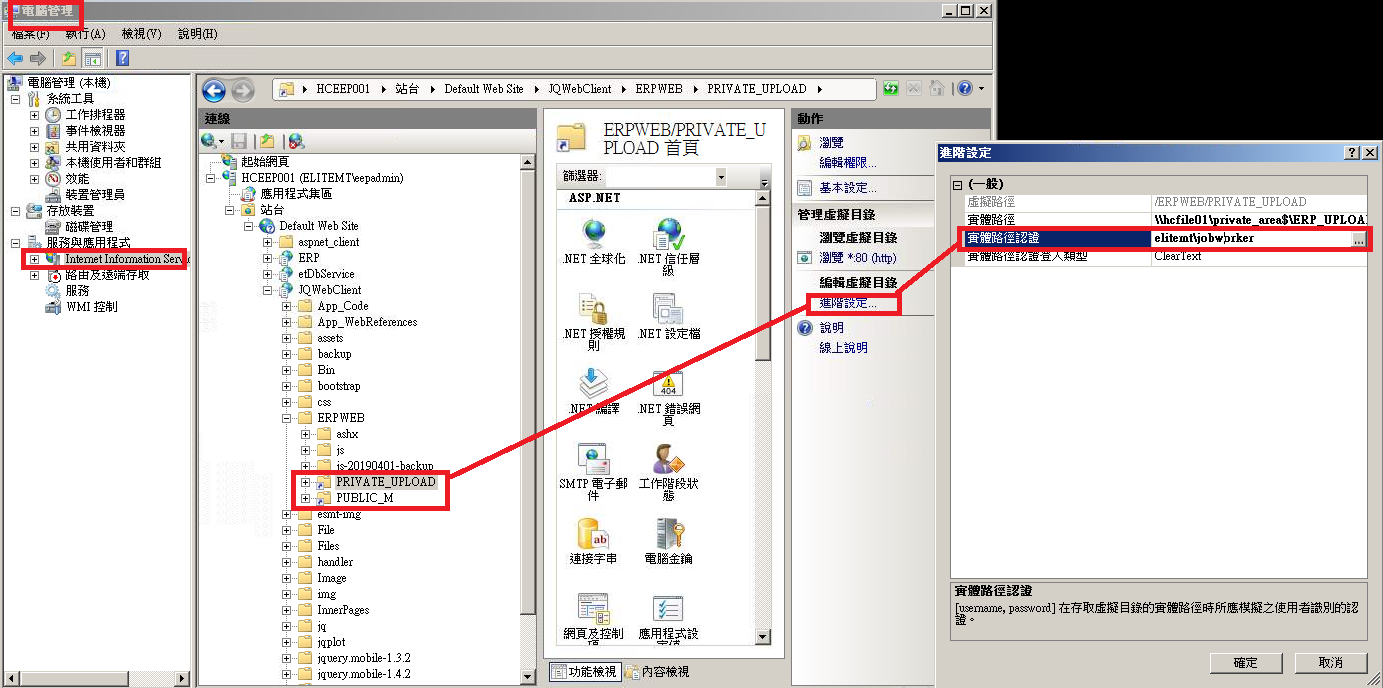 電腦管理
檔案(F) 執行(A) 檢視(V) 說明(H)
電腦管理 (本機)
系統工具
工作排程器
事件檢視器
共用資料夾
本機使用者和群組
效能
裝置管理員
存放裝置
磁碟管理
服務與應用程式
Internet Information Servi
路由及遠端存取
服務
WMI 控制
HCEEP001 站台 Default Web Site JQWebClient ERPWEB PRIVATE_UPLOAD
連線
起始網頁
HCEEP001 (ELITEMT\eepadmin)
應用程式集區
站台
Default Web Site
aspnet_client
ERP
etDbService
JQWebClient
App_Code
App_WebReferences
assets
backup
Bin
bootstrap
css
ERPWEB
ashx
js
js-20190401-backup
PRIVATE_UPLOAD
PUBLIC_M
esmt-img
File
Files
handler
Image
img
InnerPages
jq
jqplot
jquery.mobile-1.3.2
jquery.mobile-1.4.2
ERPWEB/PRIVATE_U
PLOAD 首頁
篩選器:
ASP.NET
.NET 全球化
.NET 信任層
級
.NET 授權規
則
.NET 設定檔
.NET 編譯
404
.NET 錯誤網
頁
SMTP 電子郵
件
工作階段狀
態
ab
連接字串
電腦金鑰
網頁及控制
項
應用程式設
定值
功能檢視
內容檢視
動作
瀏覽
編輯權限...
基本設定...
管理虛擬目錄
瀏覽虛擬目錄
瀏覽 *:80 (http)
編輯虛擬目錄
進階設定...
說明
線上說明
進階設定
(一般)
虛擬路徑 /ERPWEB/PRIVATE_UPLOAD
實體路徑 \\hcfile01\private_area$\ERP_UPLOA
實體路徑認證 elitemt\jobworker ...
實體路徑認證登入類型 ClearText
實體路徑認證
[username, password] 在存取虛擬目錄的實體路徑時所應模擬之使用者識別的認
證。
確定 取消